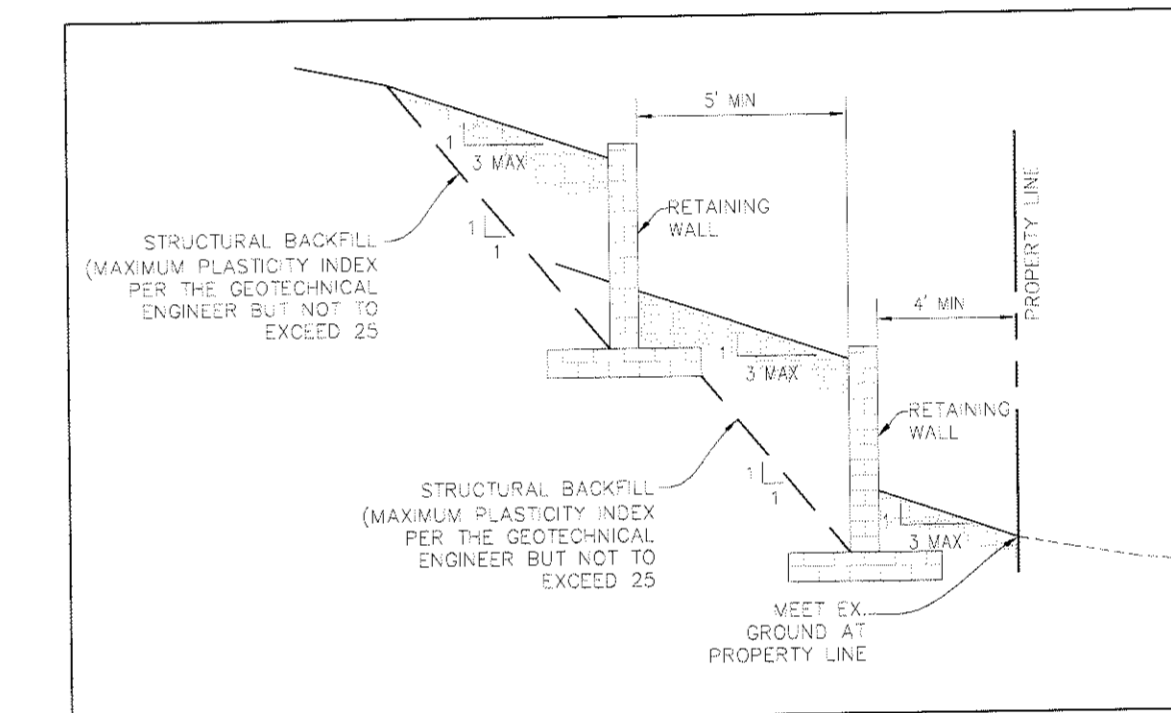 5' MIN
1
3 MAX
RETAINING
WALL
PROPERTY LINE
1
1
STRUCTURAL BACKFILL
(MAXIMUM PLASTICITY INDEX
PER THE GEOTECHNICAL
ENGINEER BUT NOT TO
EXCEED 25
4' MIN
1
3 MAX
RETAINING
WALL
1
1
STRUCTURAL BACKFILL
(MAXIMUM PLASTICITY INDEX
PER THE GEOTECHNICAL
ENGINEER BUT NOT TO
EXCEED 25
1
3 MAX
MEET EX.
GROUND AT
PROPERTY LINE